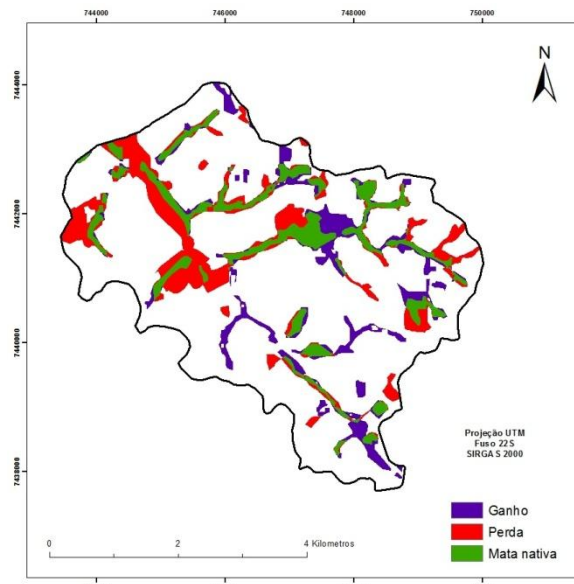 744000 746000 748000 750000
N
7444000
7442000
7440000
7438000
Projeção UTM
Fuso 22S
SIRGAS 2000
Ganho
Perda
Mata nativa
0 2 4 Kilometros